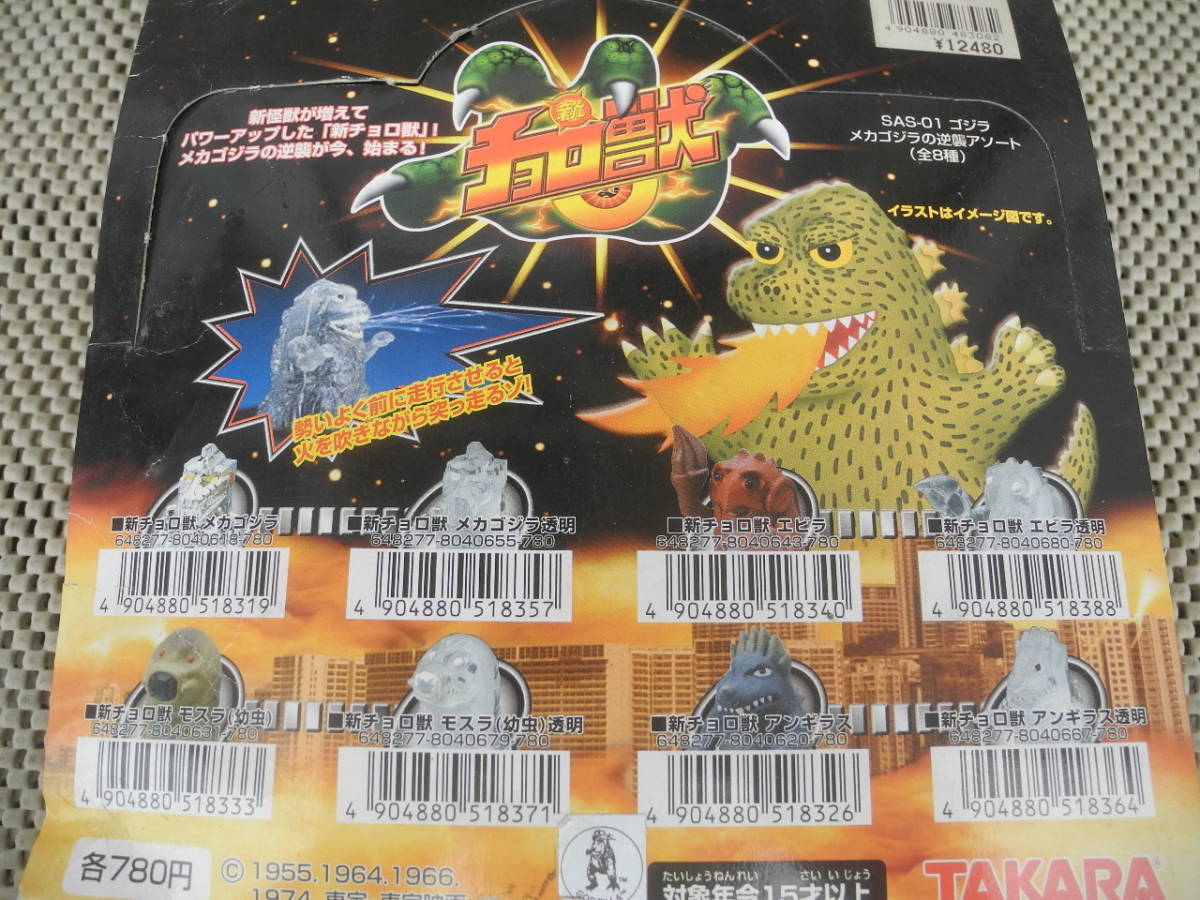 4 904880 493082
¥12480
新怪獣が増えて
パワーアップした「新チョロ獣」!
メカゴジラの逆襲が今、始まる!
新
チョロ獣
SAS-01 ゴジラ
メカゴジラの逆襲アソート
(全8種)
イラストはイメージ図です。
勢いよく前に走行させると
火を吹きながら突っ走るゾ!
■新チョロ獣 メカゴジラ
648277-8040618-780
4 904880 518319
■新チョロ獣 メカゴジラ透明
648277-8040655-780
4 904880 518357
■新チョロ獣 エビラ
648277-8040643-780
4 904880 518340
■新チョロ獣 エビラ透明
648277-8040680-780
4 904880 518388
■新チョロ獣 モスラ(幼虫)
648277-8040631-780
4 904880 518333
■新チョロ獣 モスラ(幼虫)透明
648277-8040679-780
4 904880 518371
■新チョロ獣 アンギラス
648277-8040620-780
4 904880 518326
■新チョロ獣 アンギラス透明
648277-8040667-780
4 904880 518364
各780円
© 1955.1964.1966.
1974 東宝 東宝映画
たいしょうねんれい さいいじょう
対象年令15才以上
TAKARA®